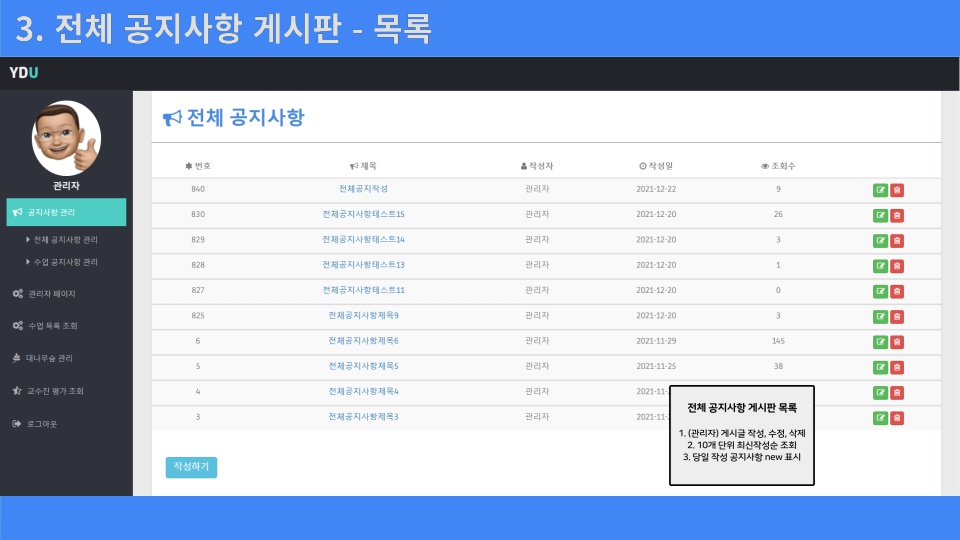 3. 전체 공지사항 게시판 - 목록
YDU
관리자
공지사항 관리
전체 공지사항 관리
수업 공지사항 관리
관리자 페이지
수업 목록 조회
대나무숲 관리
교수진 평가 조회
로그아웃
전체 공지사항
번호 제목 작성자 작성일 조회수
840 전체공지작성 관리자 2021-12-22 9
830 전체공지사항테스트15 관리자 2021-12-20 26
829 전체공지사항테스트14 관리자 2021-12-20 3
828 전체공지사항테스트13 관리자 2021-12-20 1
827 전체공지사항테스트11 관리자 2021-12-20 0
825 전체공지사항제목9 관리자 2021-12-20 3
6 전체공지사항제목6 관리자 2021-11-29 145
5 전체공지사항제목5 관리자 2021-11-25 38
4 전체공지사항제목4 관리자 2021-11-
3 전체공지사항제목3 관리자 2021-11-
작성하기
전체 공지사항 게시판 목록
1. (관리자) 게시글 작성, 수정, 삭제
2. 10개 단위 최신작성순 조회
3. 당일 작성 공지사항 new 표시